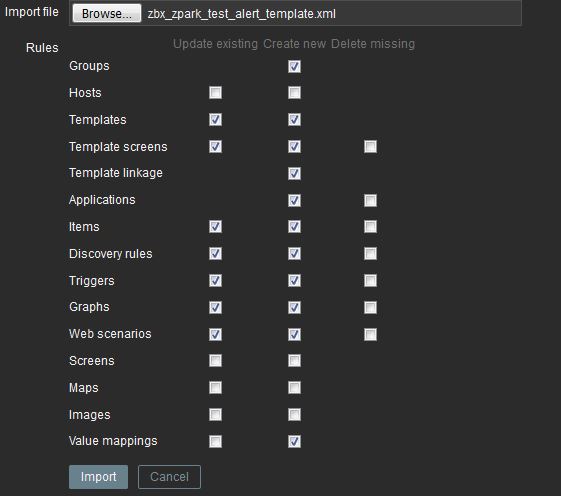 Import file Browse... zbx_zpark_test_alert_template.xml
Rules Update existing Create new Delete missing
Groups
Hosts
Templates
Template screens
Template linkage
Applications
Items
Discovery rules
Triggers
Graphs
Web scenarios
Screens
Maps
Images
Value mappings
Import Cancel